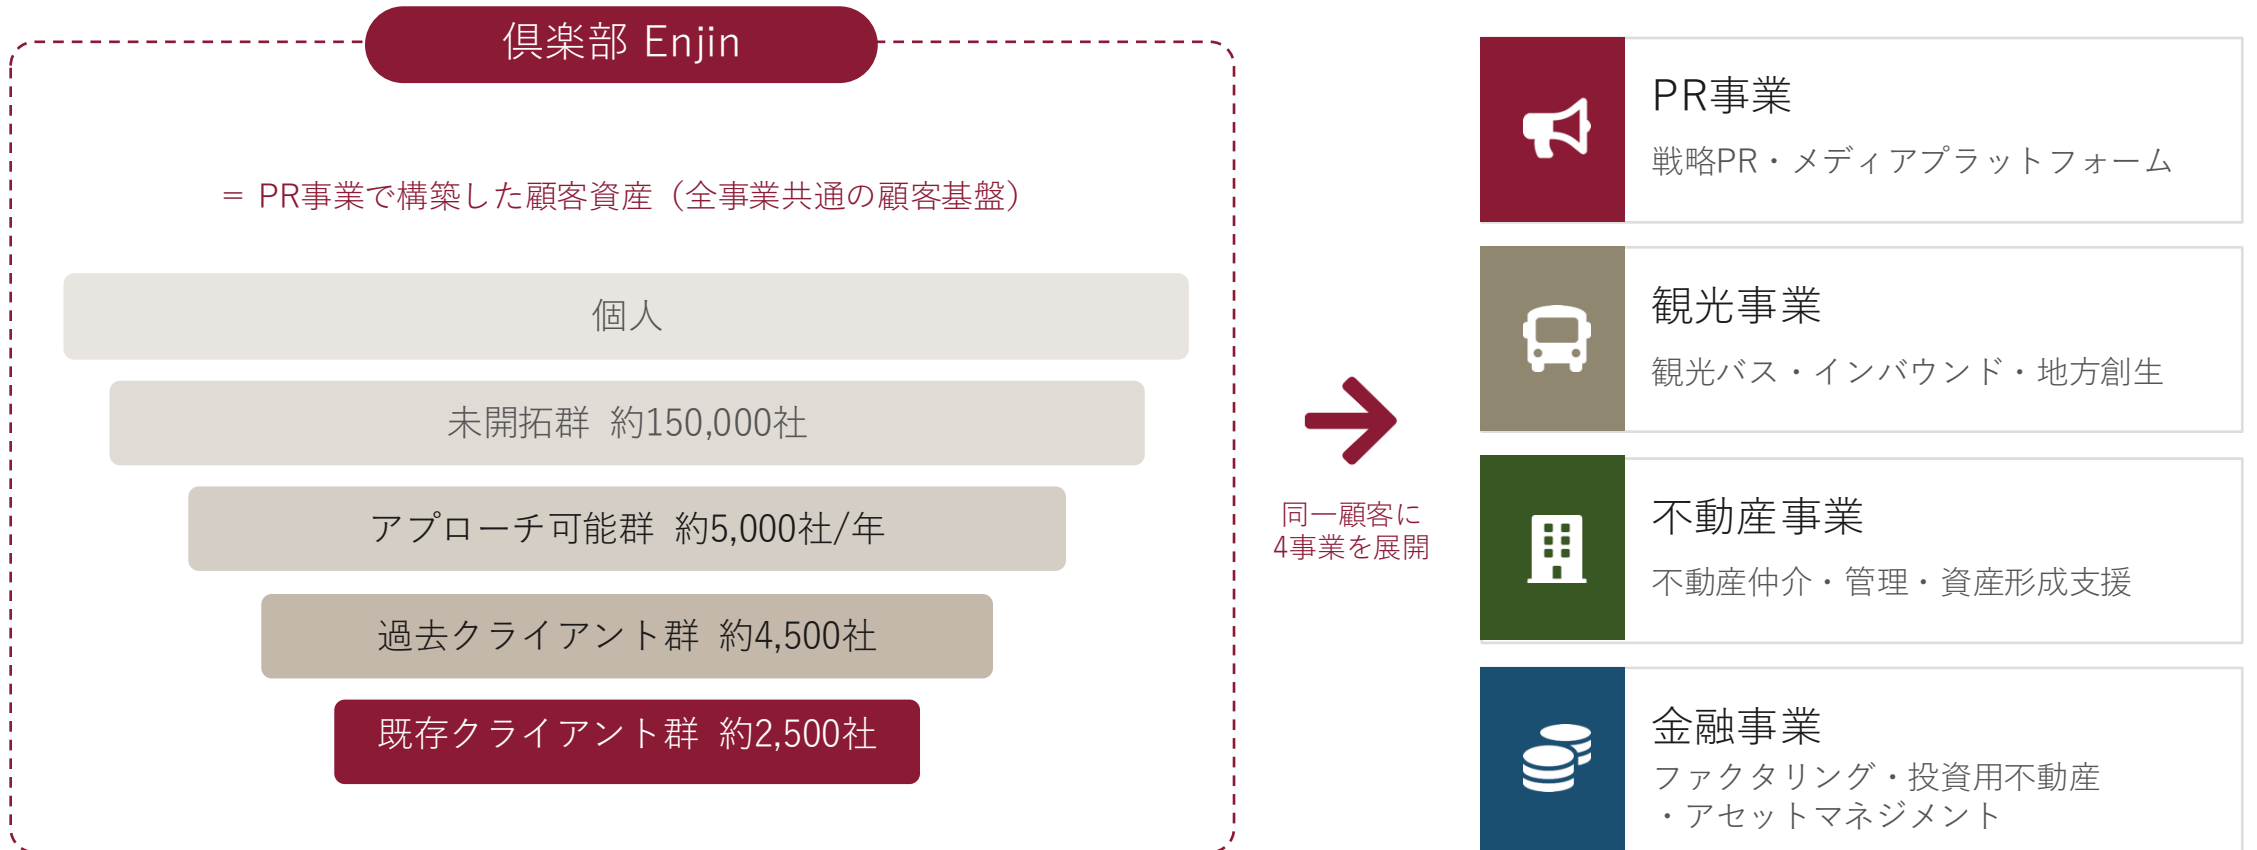 倶楽部 Enjin
= PR事業で構築した顧客資産（全事業共通の顧客基盤）
個人
未開拓群 約150,000社
アプローチ可能群 約5,000社/年
過去クライアント群 約4,500社
既存クライアント群 約2,500社
同一顧客に
4事業を展開
PR事業
戦略PR・メディアプラットフォーム
観光事業
観光バス・インバウンド・地方創生
不動産事業
不動産仲介・管理・資産形成支援
金融事業
ファクタリング・投資用不動産
・アセットマネジメント